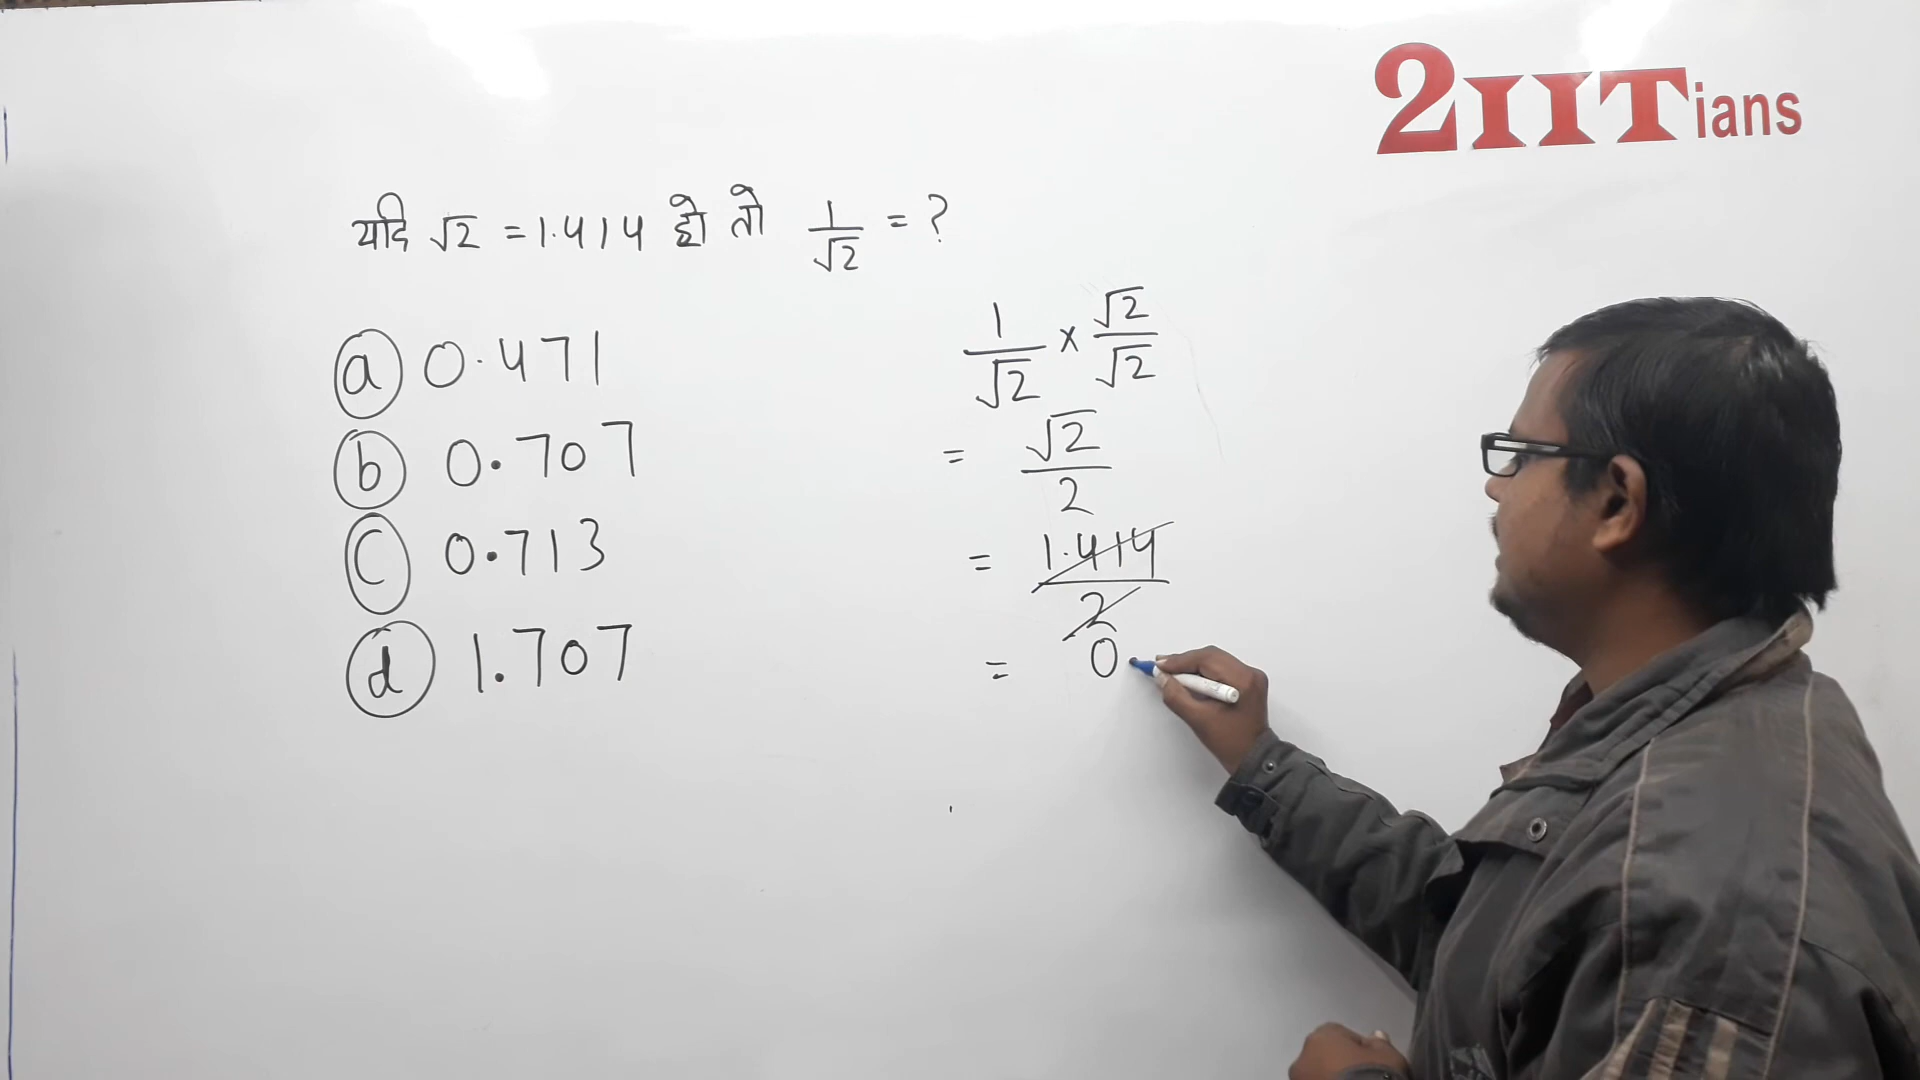 2IITians
यदि √2 = 1.414 हो तो 1/√2 = ?
ⓐ 0.471
ⓑ 0.707
ⓒ 0.713
ⓓ 1.707
1/√2 × √2/√2
= √2/2
= 1.414/2
= 0.